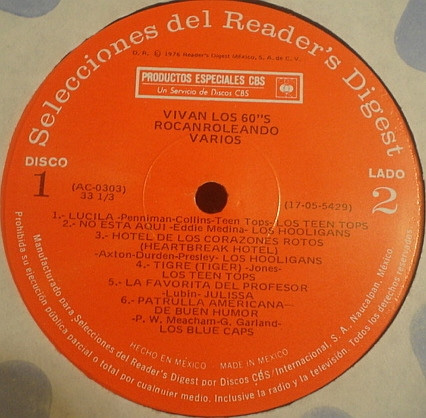 Selecciones del Reader's Digest
D. R. © 1976 Reader's Digest México, S. A. de C. V.
PRODUCTOS ESPECIALES CBS
Un Servicio de Discos CBS
VIVAN LOS 60"S
ROCANROLEANDO
VARIOS
DISCO
1
LADO
2
(AC-0303)
33 1/3
(17-05-5429)
1.- LUCILA -Penniman-Collins-Teen Tops- LOS TEEN TOPS
2.- NO ESTA AQUI -Eddie Medina- LOS HOOLIGANS
3.- HOTEL DE LOS CORAZONES ROTOS
(HEARTBREAK HOTEL)
-Axton-Durden-Presley- LOS HOOLIGANS
4.- TIGRE (TIGER) -Jones-
LOS TEEN TOPS
5.- LA FAVORITA DEL PROFESOR
-Lubin- JULISSA
6.- PATRULLA AMERICANA—
DE BUEN HUMOR
-P. W. Meacham-G. Garland-
LOS BLUE CAPS
HECHO EN MÉXICO MADE IN MÉXICO
Manufacturado para Selecciones del Reader's Digest por Discos CBS/International, S. A. Naucalpan, México.
Prohibida su ejecución pública parcial o total por cualquier medio. Inclusive la radio y la televisión. Todos los derechos reservados